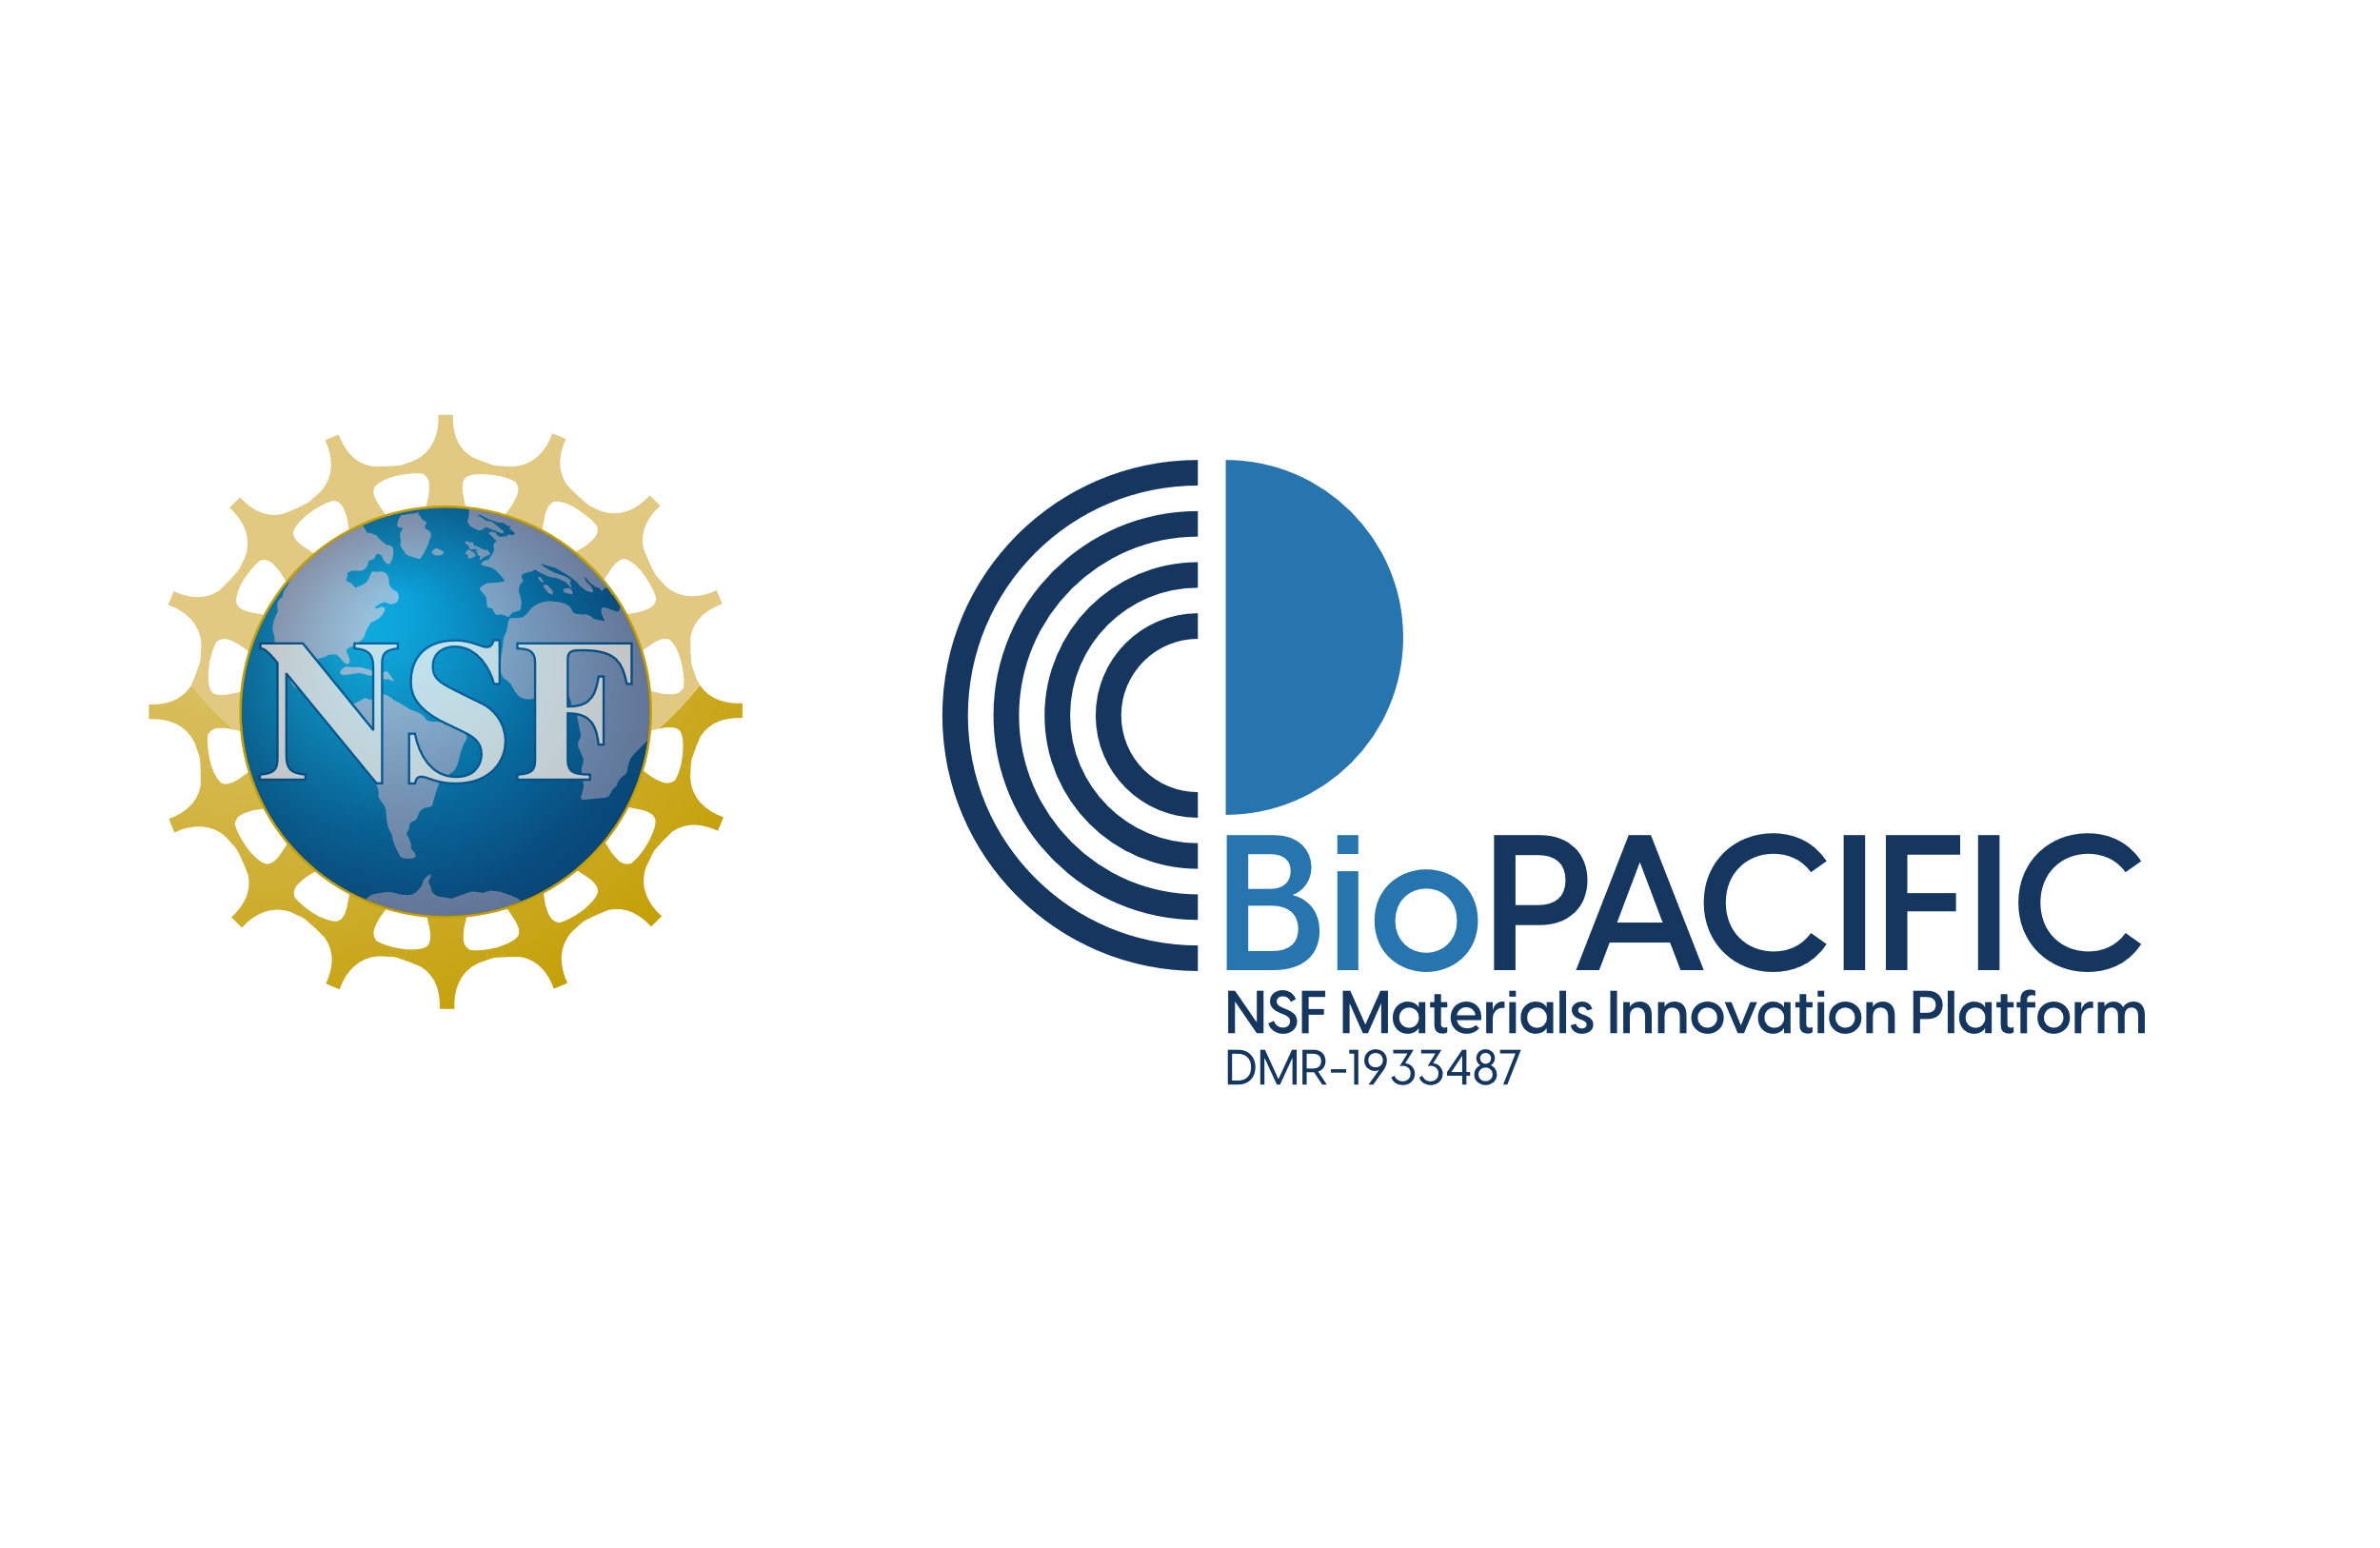 NSF
BioPACIFIC
NSF Materials Innovation Platform
DMR-1933487